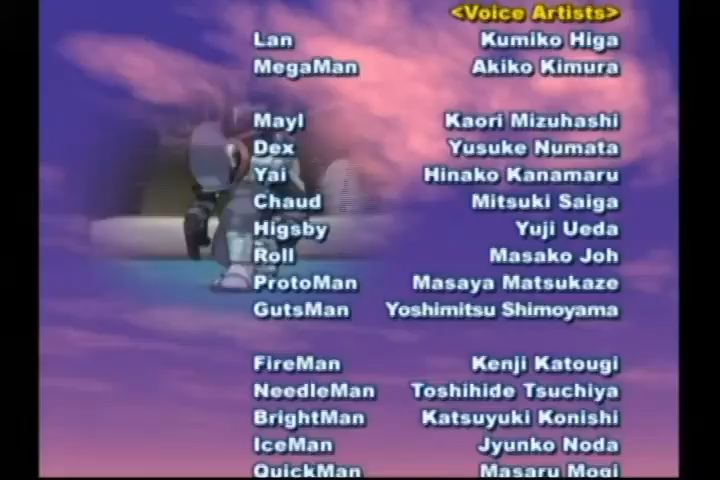 <Voice Artists>
Lan Kumiko Higa
MegaMan Akiko Kimura
Mayl Kaori Mizuhashi
Dex Yusuke Numata
Yai Hinako Kanamaru
Chaud Mitsuki Saiga
Higsby Yuji Ueda
Roll Masako Joh
ProtoMan Masaya Matsukaze
GutsMan Yoshimitsu Shimoyama
FireMan Kenji Katougi
NeedleMan Toshihide Tsuchiya
BrightMan Katsuyuki Konishi
IceMan Jyunko Noda
QuickMan Masaru Mogi